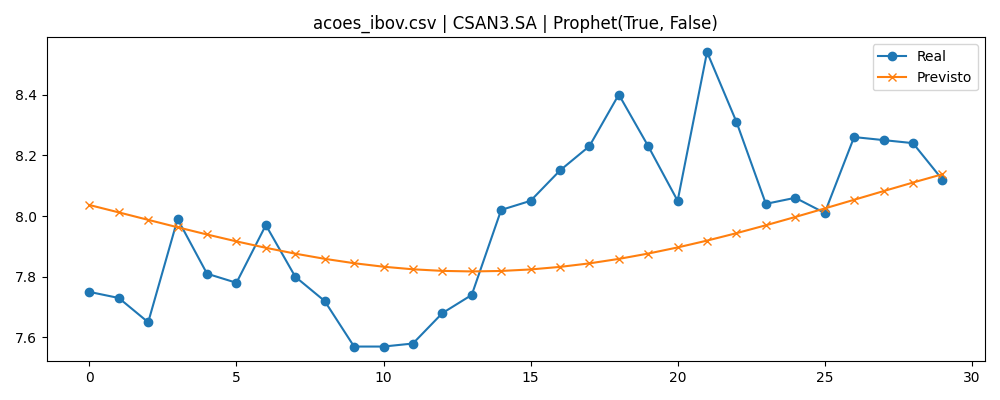 acoes_ibov.csv | CSAN3.SA | Prophet(True, False)
Real
Previsto
8.4
8.2
8.0
7.8
7.6
0 5 10 15 20 25 30